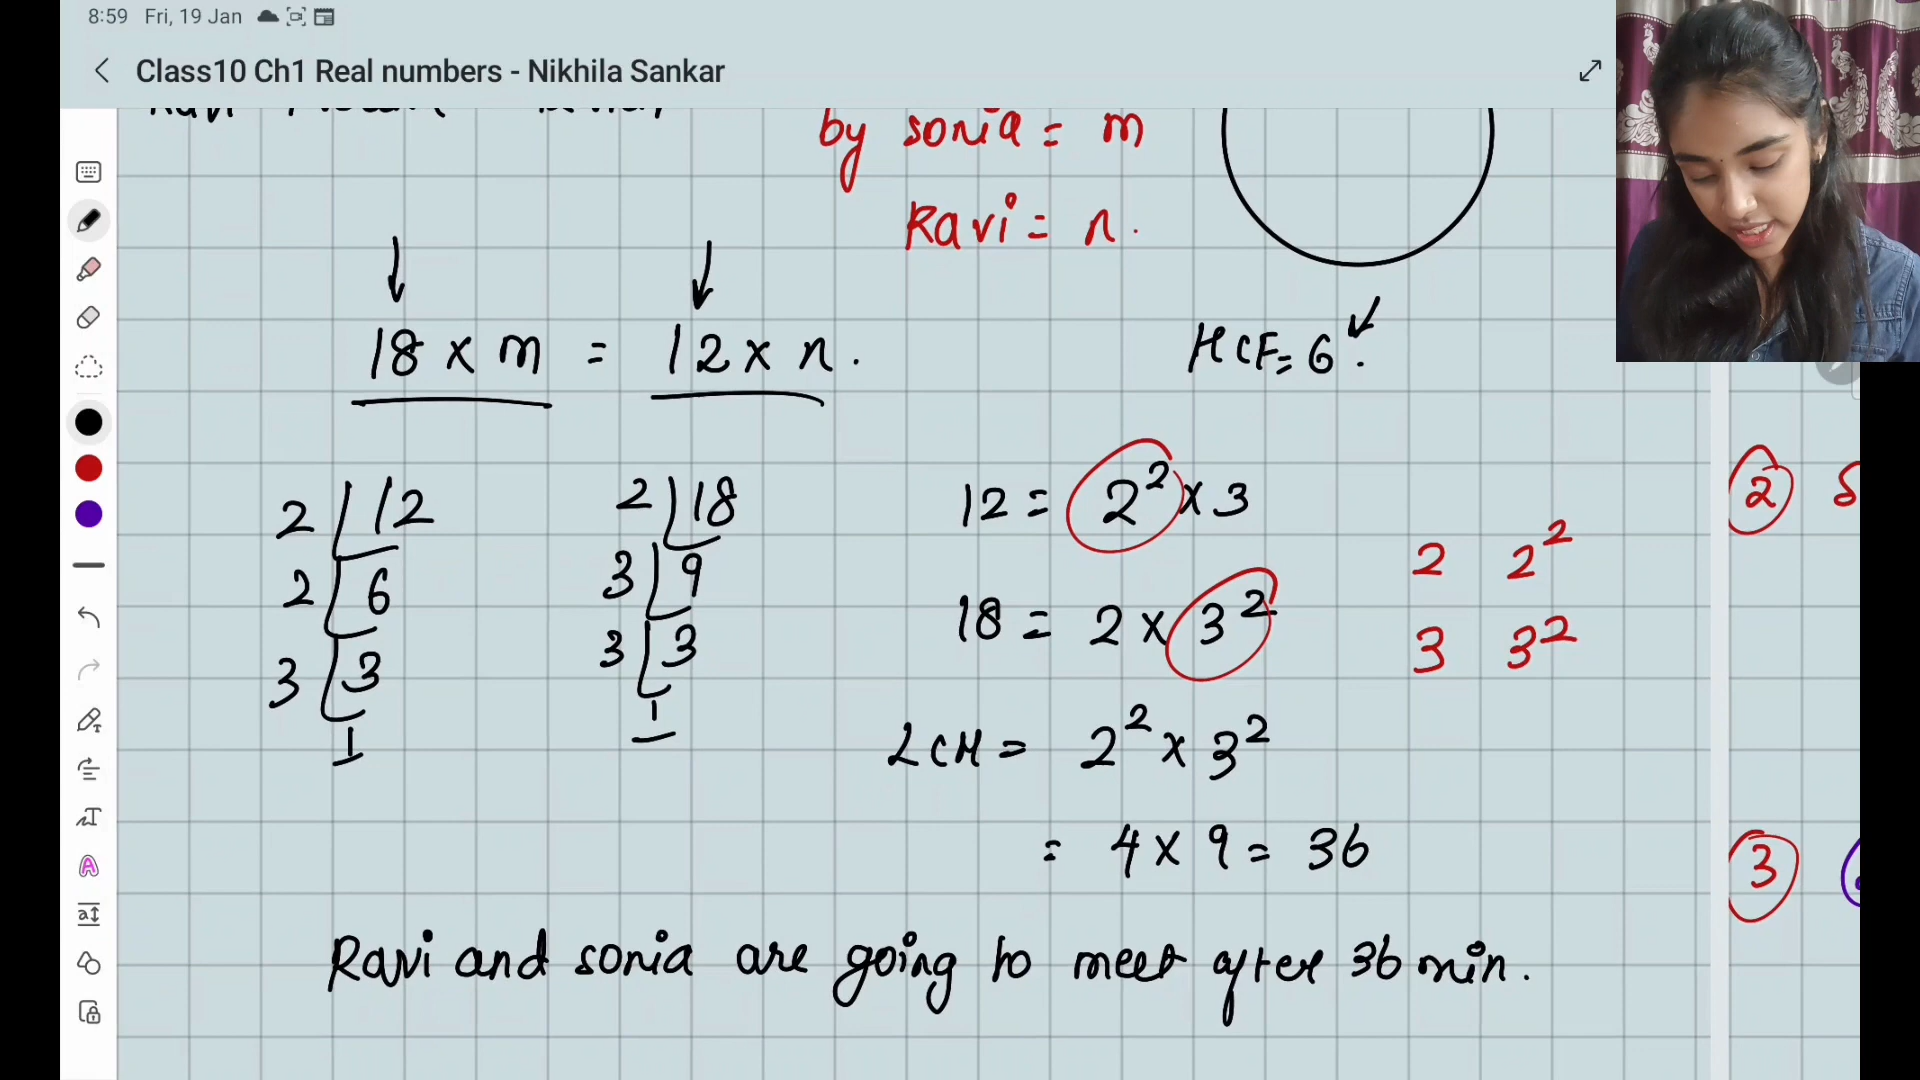 8:59 Fri, 19 Jan
Class10 Ch1 Real numbers - Nikhila Sankar
by sonia = m
Ravi = n.
18 x m = 12 x n.
HCF = 6.
2 12
2 6
3 3
1
2 18
3 9
3 3
1
12 = 2² x 3
18 = 2 x 3²
2 2²
3 3²
LCM = 2² x 3²
= 4 x 9 = 36
Ravi and sonia are going to meet after 36 min.
2
3